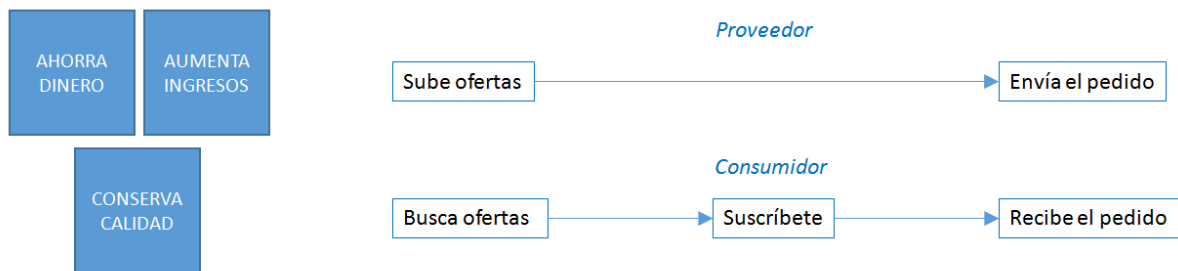 AHORRA
DINERO
AUMENTA
INGRESOS
CONSERVA
CALIDAD
Proveedor
Sube ofertas
Envía el pedido
Consumidor
Busca ofertas
Suscríbete
Recibe el pedido